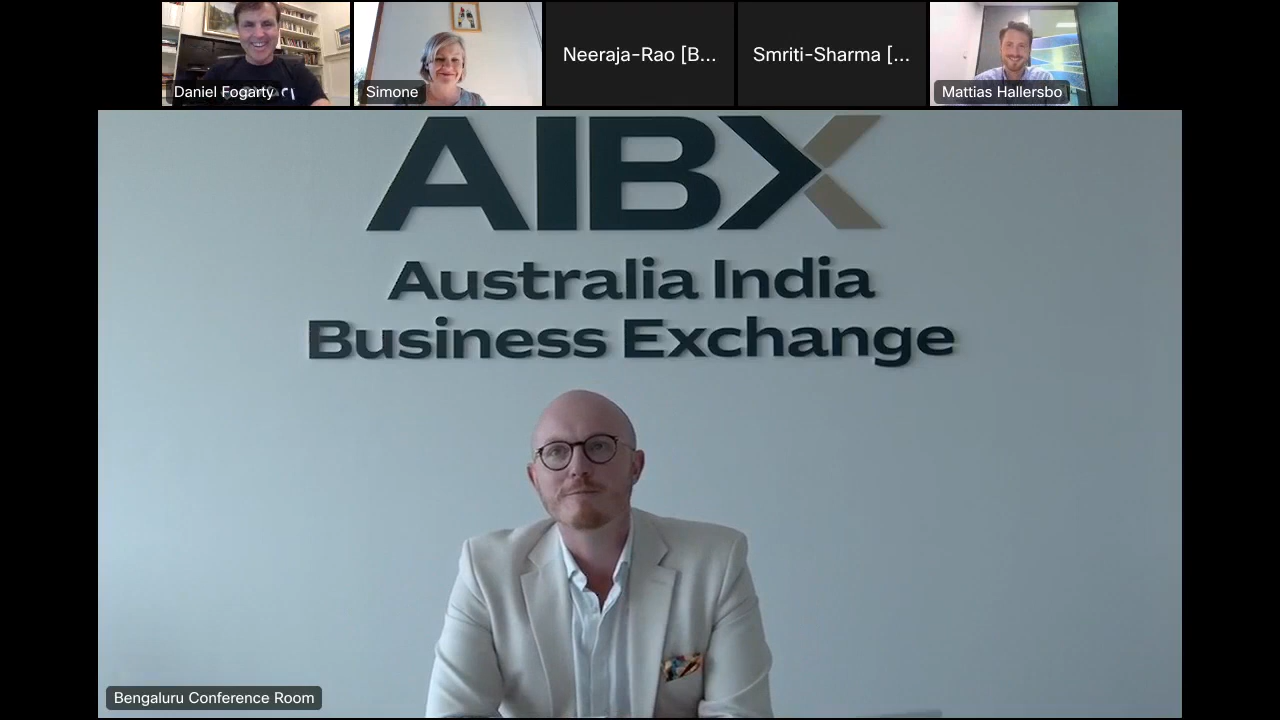 Daniel Fogarty
Simone
Neeraja-Rao [B...
Smriti-Sharma [...
Mattias Hallersbo
AIBX
Australia India
Business Exchange
Bengaluru Conference Room